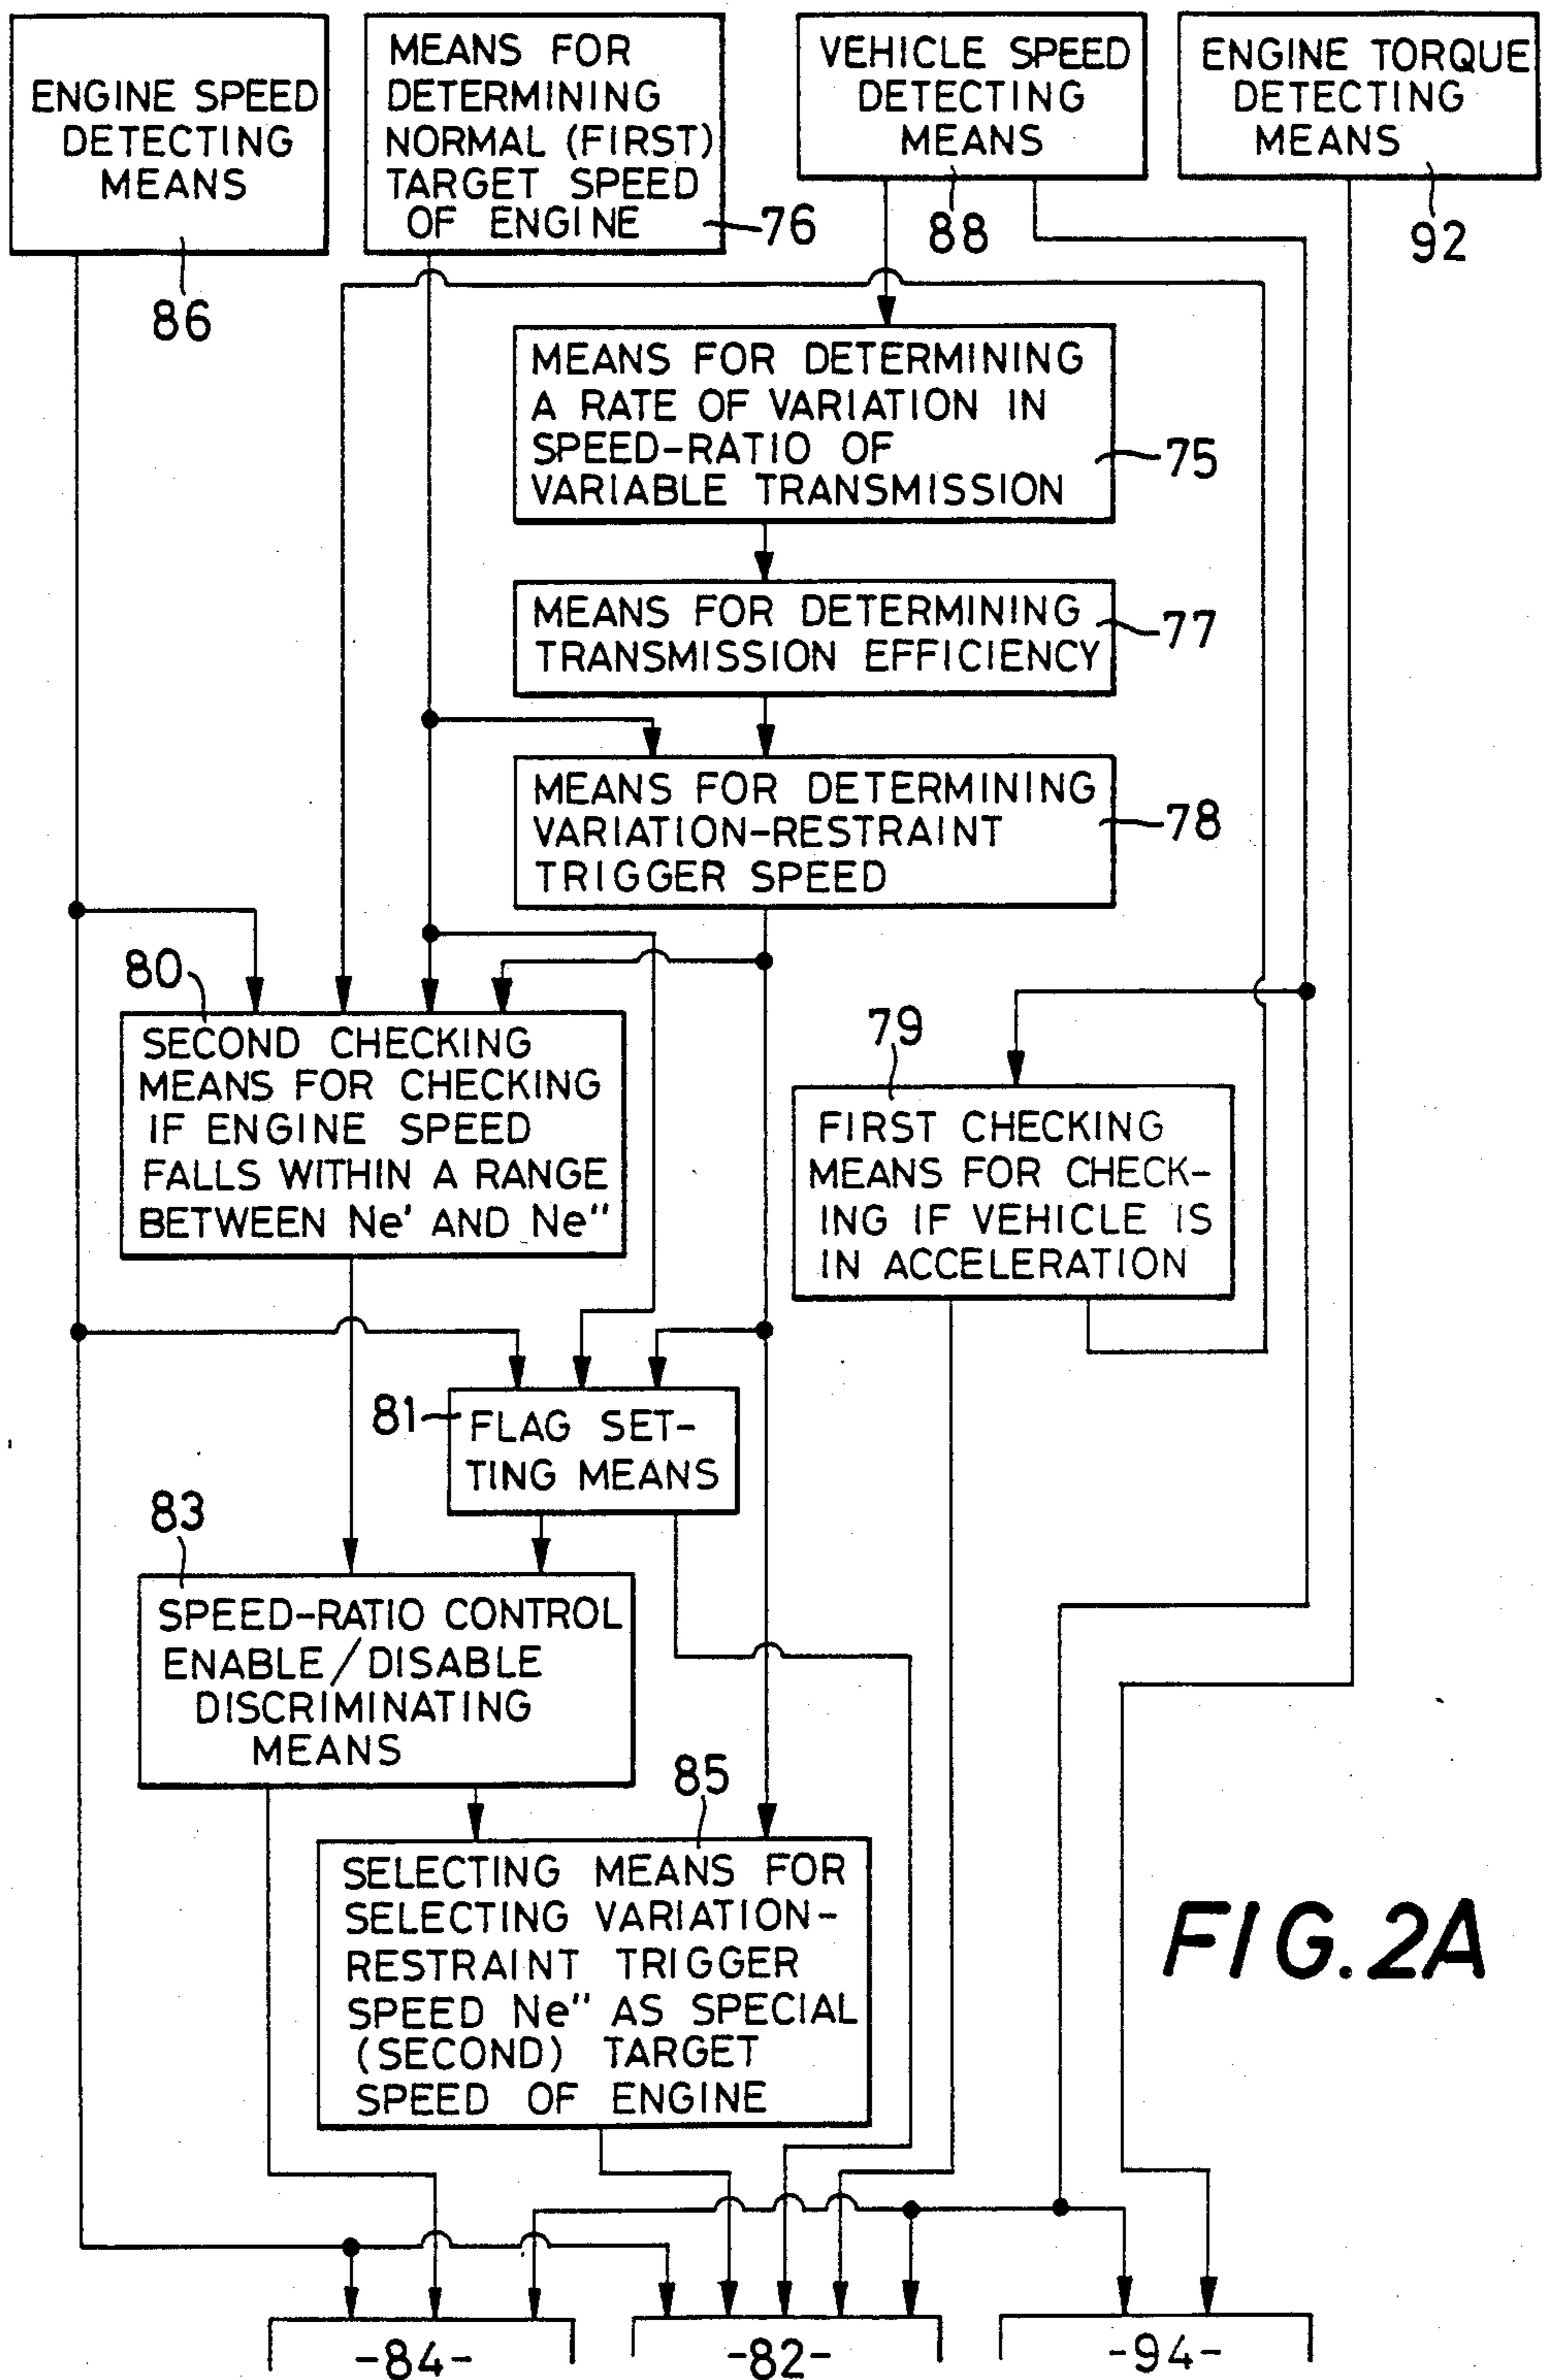 ENGINE SPEED
DETECTING
MEANS
86
MEANS FOR
DETERMINING
NORMAL (FIRST)
TARGET SPEED
OF ENGINE
76
VEHICLE SPEED
DETECTING
MEANS
88
ENGINE TORQUE
DETECTING
MEANS
92
MEANS FOR DETERMINING
A RATE OF VARIATION IN
SPEED-RATIO OF
VARIABLE TRANSMISSION
75
MEANS FOR DETERMINING
TRANSMISSION EFFICIENCY
77
MEANS FOR DETERMINING
VARIATION-RESTRAINT
TRIGGER SPEED
78
80
SECOND CHECKING
MEANS FOR CHECKING
IF ENGINE SPEED
FALLS WITHIN A RANGE
BETWEEN Ne' AND Ne"
79
FIRST CHECKING
MEANS FOR CHECK-
ING IF VEHICLE IS
IN ACCELERATION
81
FLAG SET-
TING MEANS
83
SPEED-RATIO CONTROL
ENABLE/DISABLE
DISCRIMINATING
MEANS
85
SELECTING MEANS FOR
SELECTING VARIATION-
RESTRAINT TRIGGER
SPEED Ne" AS SPECIAL
(SECOND) TARGET
SPEED OF ENGINE
FIG.2A
-84-
-82-
-94-